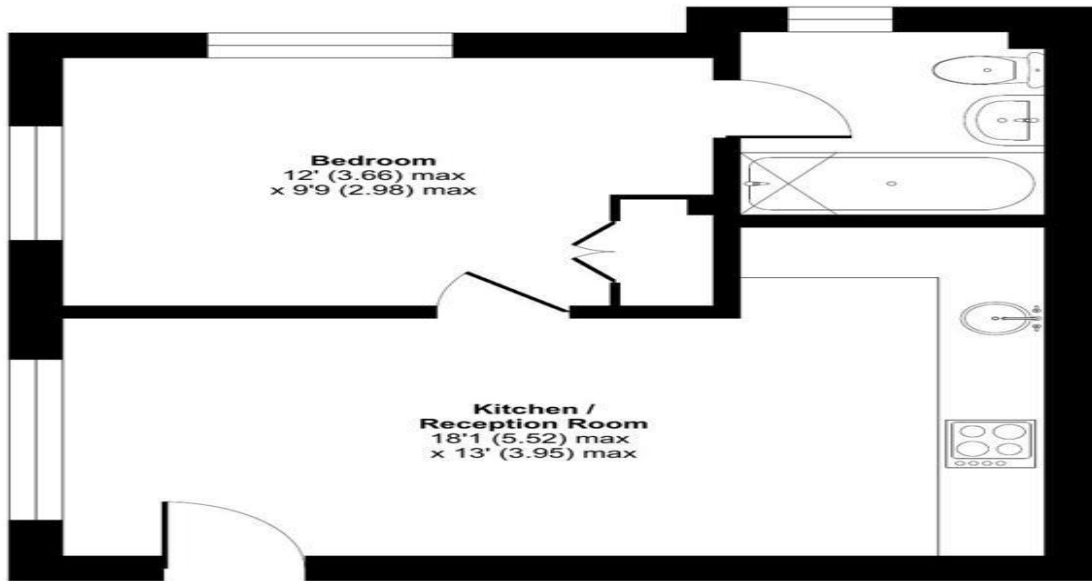 Bedroom
12' (3.66) max
x 9'9 (2.98) max
Kitchen /
Reception Room
18'1 (5.52) max
x 13' (3.95) max